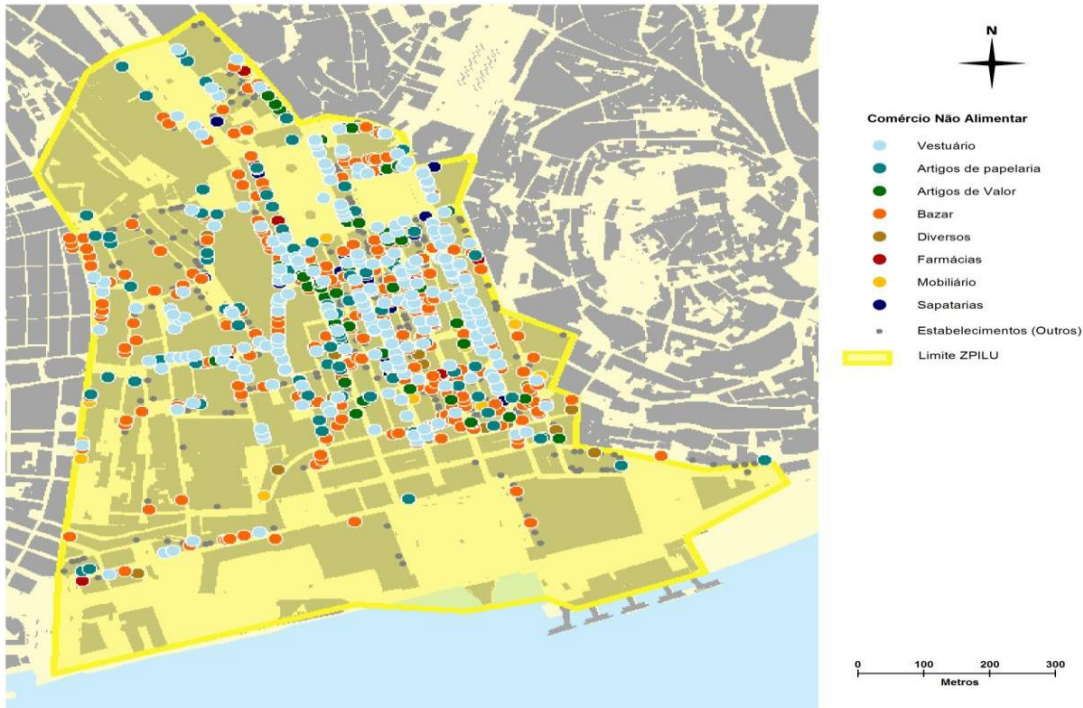 N
Comércio Não Alimentar
Vestuário
Artigos de papelaria
Artigos de Valor
Bazar
Diversos
Farmácias
Mobiliário
Sapatarias
Estabelecimentos (Outros)
Limite ZPILU
0 100 200 300
Metros